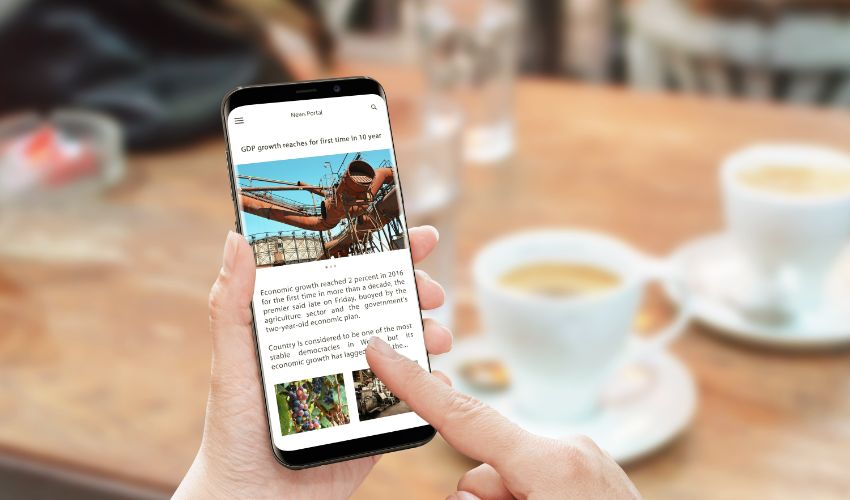 News Portal
GDP growth reaches for first time in 10 year
Economic growth reached 2 percent in 2016
for the first time in more than a decade, the
premier said late on Friday, buoyed by the
agriculture sector and the government's
two-year-old economic plan.
Country is considered to be one of the most
stable democracies in but its
economic growth has the...